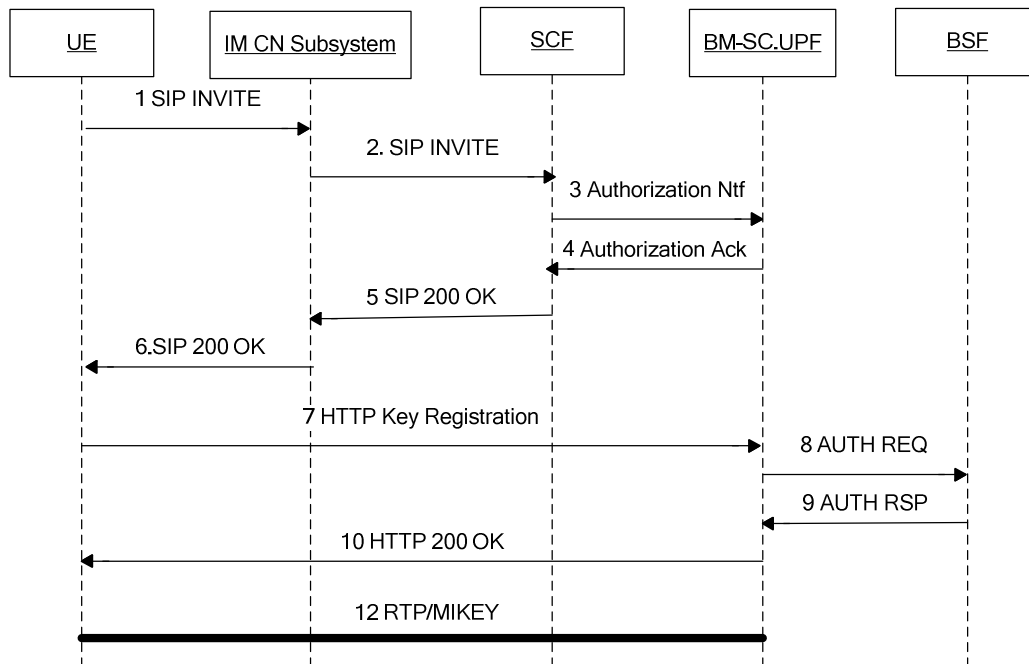 UE
IM CN Subsystem
SCF
BM-SC.UPF
BSF
1 SIP INVITE
2. SIP INVITE
3 Authorization Ntf
4 Authorization Ack
5 SIP 200 OK
6.SIP 200 OK
7 HTTP Key Registration
8 AUTH REQ
9 AUTH RSP
10 HTTP 200 OK
12 RTP/MIKEY